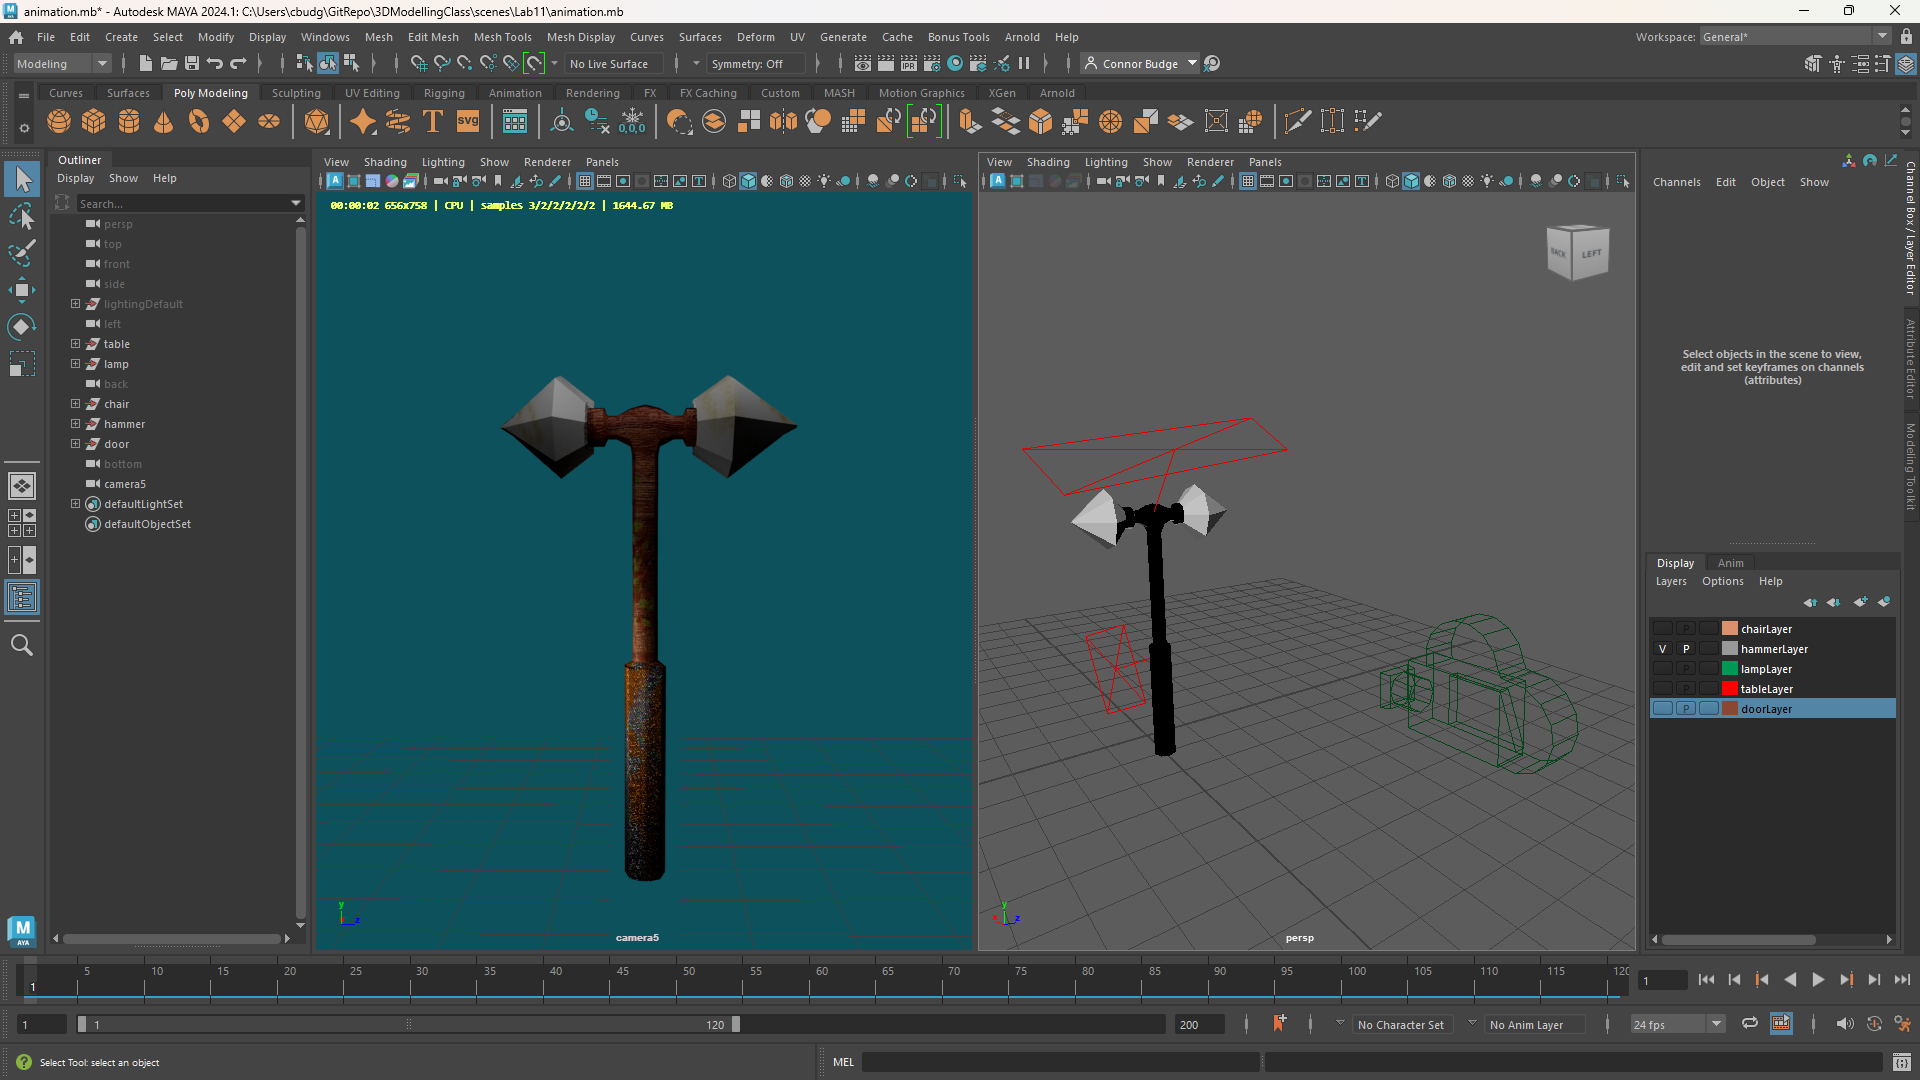 animation.mb* - Autodesk MAYA 2024.1: C:\Users\cbudg\GitRepo\3DModellingClass\scenes\Lab11\animation.mb
File Edit Create Select Modify Display Windows Mesh Edit Mesh Mesh Tools Mesh Display Curves Surfaces Deform UV Generate Cache Bonus Tools Arnold Help
Workspace: General*
Modeling
No Live Surface
Symmetry: Off
IPR
Connor Budge
Curves Surfaces Poly Modeling Sculpting UV Editing Rigging Animation Rendering FX FX Caching Custom MASH Motion Graphics XGen Arnold
T
SVG
0,0,0
Outliner
Display Show Help
Search...
persp
top
front
side
lightingDefault
left
table
lamp
back
chair
hammer
door
bottom
camera5
defaultLightSet
defaultObjectSet
View Shading Lighting Show Renderer Panels
00:00:02 656x758 | CPU | samples 3/2/2/2/2/2 | 1644.67 MB
y
z
camera5
View Shading Lighting Show Renderer Panels
BACK
LEFT
y
z
persp
Channels Edit Object Show
Select objects in the scene to view,
edit and set keyframes on channels
(attributes)
Channel Box / Layer Editor
Attribute Editor
Modeling Toolkit
Display Anim
Layers Options Help
P chairLayer
V P hammerLayer
P lampLayer
P tableLayer
P doorLayer
M
AYA
1 5 10 15 20 25 30 35 40 45 50 55 60 65 70 75 80 85 90 95 100 105 110 115 120
1
1 1 120 200
No Character Set
No Anim Layer
24 fps
Select Tool: select an object
MEL